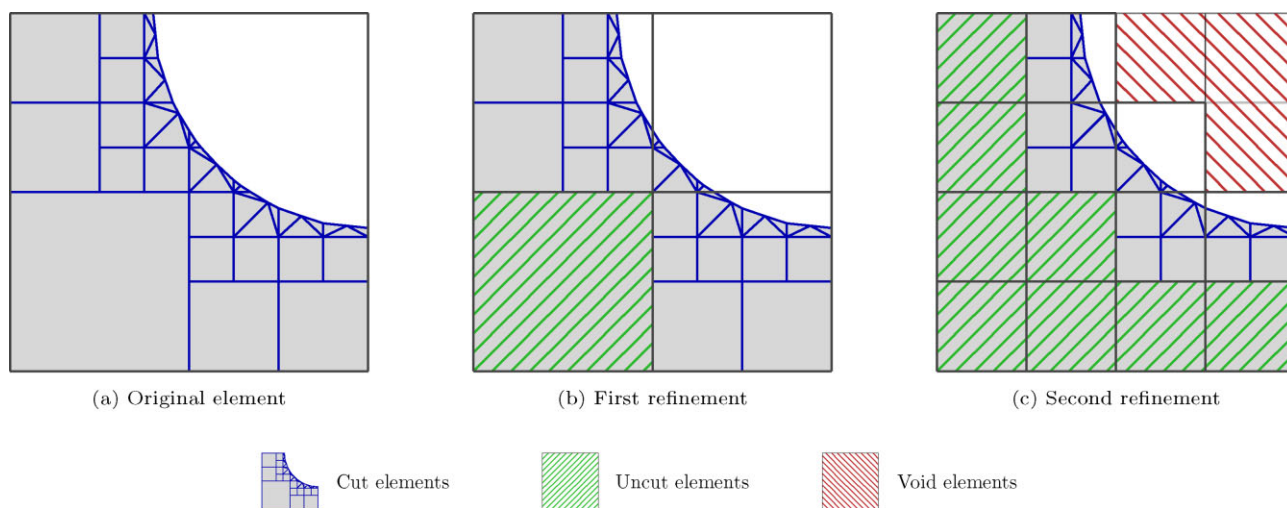 (a) Original element
(b) First refinement
(c) Second refinement
Cut elements
Uncut elements
Void elements